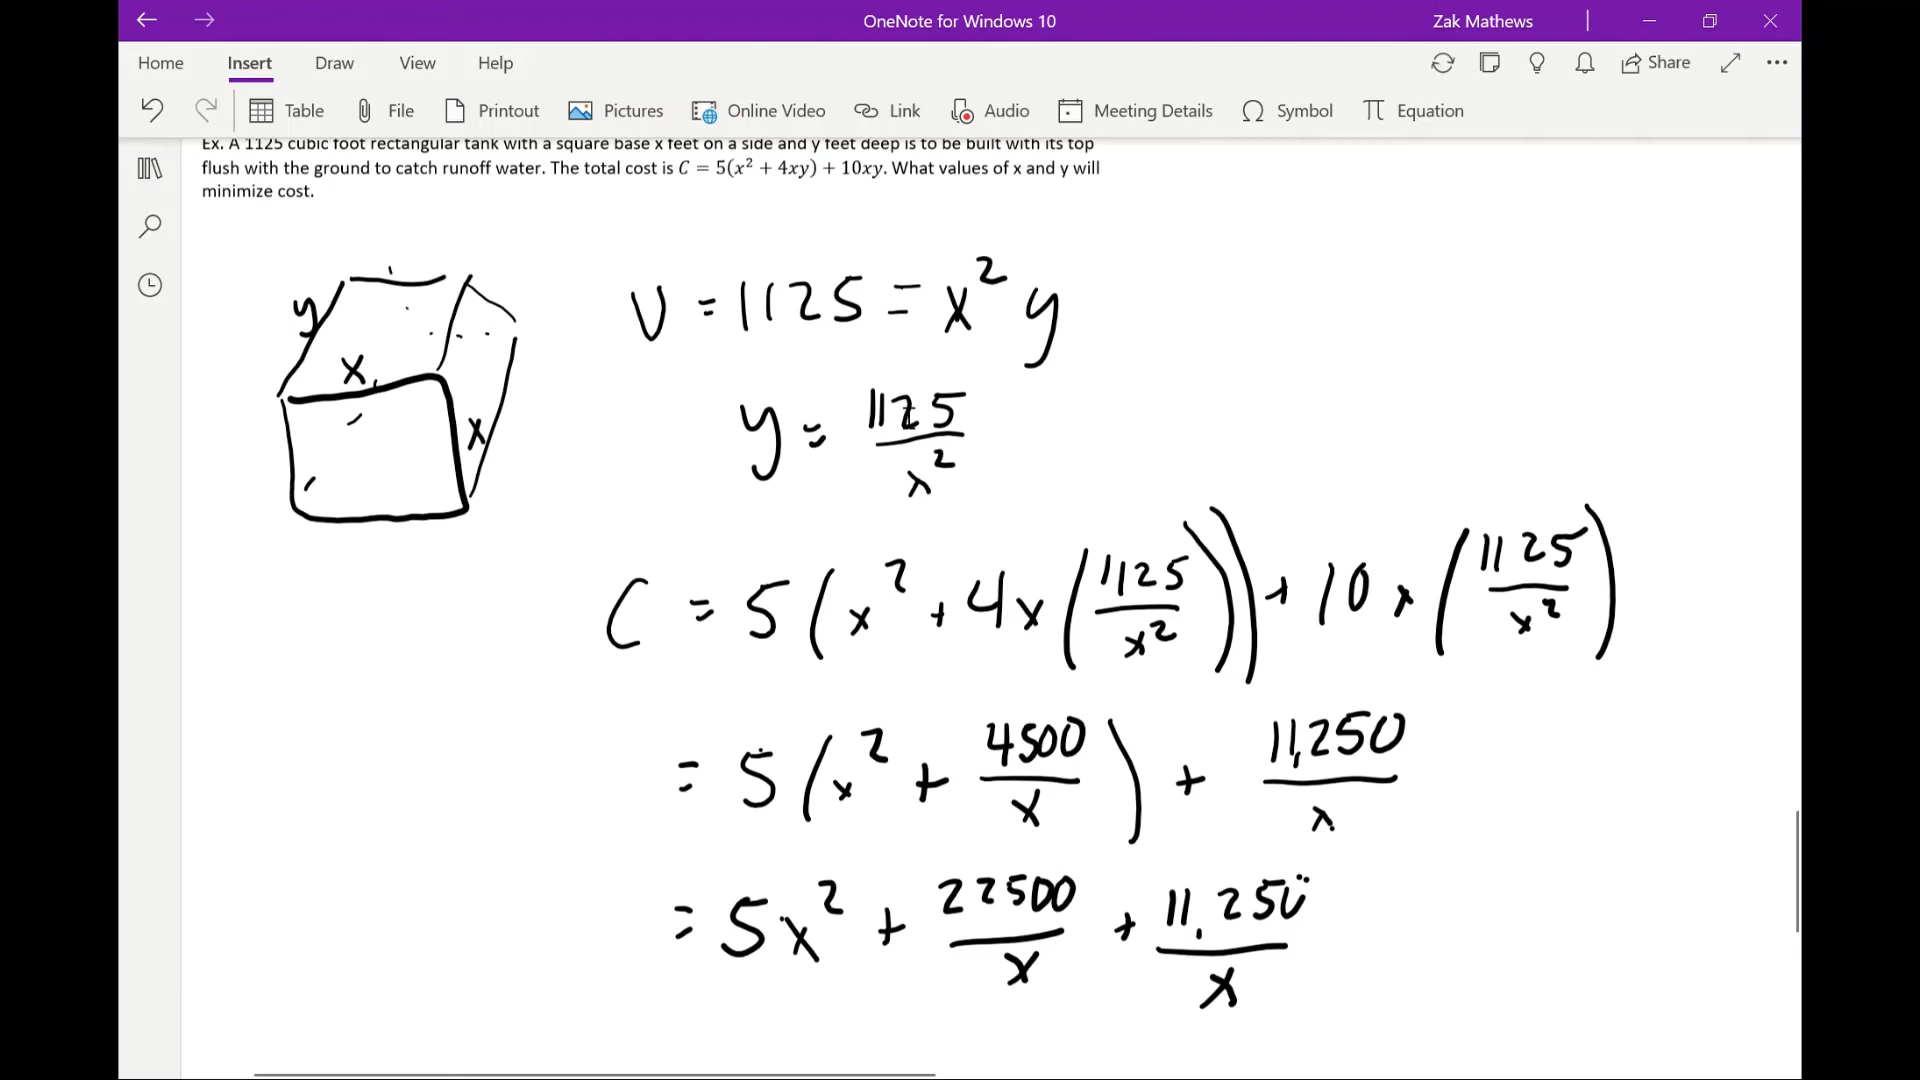 OneNote for Windows 10
Zak Mathews
Home Insert Draw View Help
Share
Table File Printout Pictures Online Video Link Audio Meeting Details Symbol Equation
Ex. A 1125 cubic foot rectangular tank with a square base x feet on a side and y feet deep is to be built with its top
flush with the ground to catch runoff water. The total cost is C = 5(x² + 4xy) + 10xy. What values of x and y will
minimize cost.
y
x
x
V = 1125 = x² y
y = 1125/x²
C = 5(x² + 4x(1125/x²)) + 10x(1125/x²)
= 5(x² + 4500/x) + 11,250/x
= 5x² + 22500/x + 11,250/x